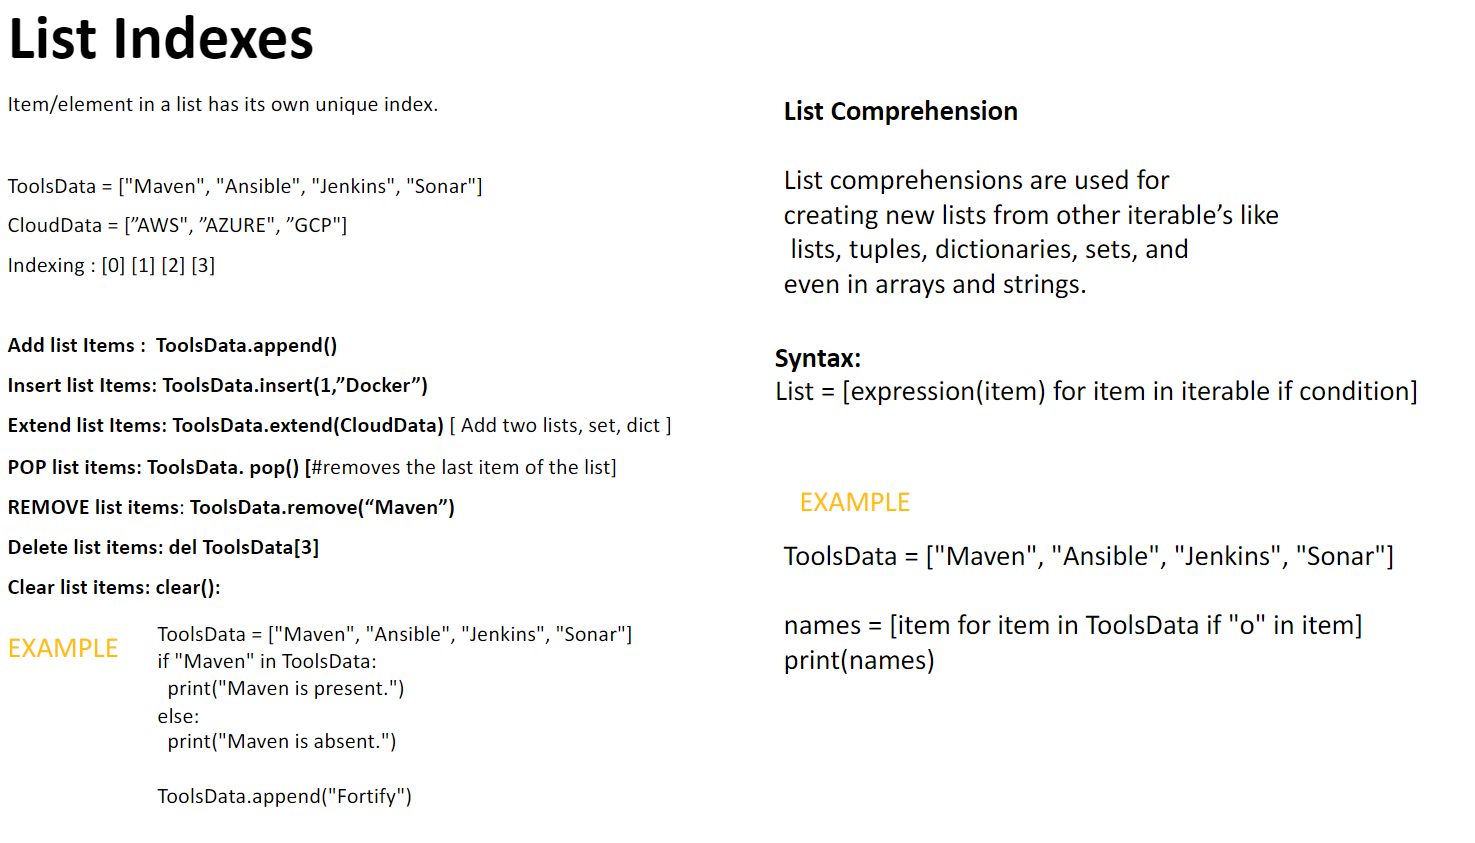 List Indexes
Item/element in a list has its own unique index.
ToolsData = ["Maven", "Ansible", "Jenkins", "Sonar"]
CloudData = [”AWS", ”AZURE", ”GCP"]
Indexing : [0] [1] [2] [3]
Add list Items :  ToolsData.append()
Insert list Items: ToolsData.insert(1,”Docker”)
Extend list Items: ToolsData.extend(CloudData) [ Add two lists, set, dict ]
POP list items: ToolsData. pop() [#removes the last item of the list]
REMOVE list items: ToolsData.remove(“Maven”)
Delete list items: del ToolsData[3]
Clear list items: clear():
EXAMPLE
ToolsData = ["Maven", "Ansible", "Jenkins", "Sonar"]
if "Maven" in ToolsData:
  print("Maven is present.")
else:
  print("Maven is absent.")
ToolsData.append("Fortify")
List Comprehension
List comprehensions are used for
creating new lists from other iterable’s like
 lists, tuples, dictionaries, sets, and
even in arrays and strings.
Syntax:
List = [expression(item) for item in iterable if condition]
EXAMPLE
ToolsData = ["Maven", "Ansible", "Jenkins", "Sonar"]
names = [item for item in ToolsData if "o" in item]
print(names)